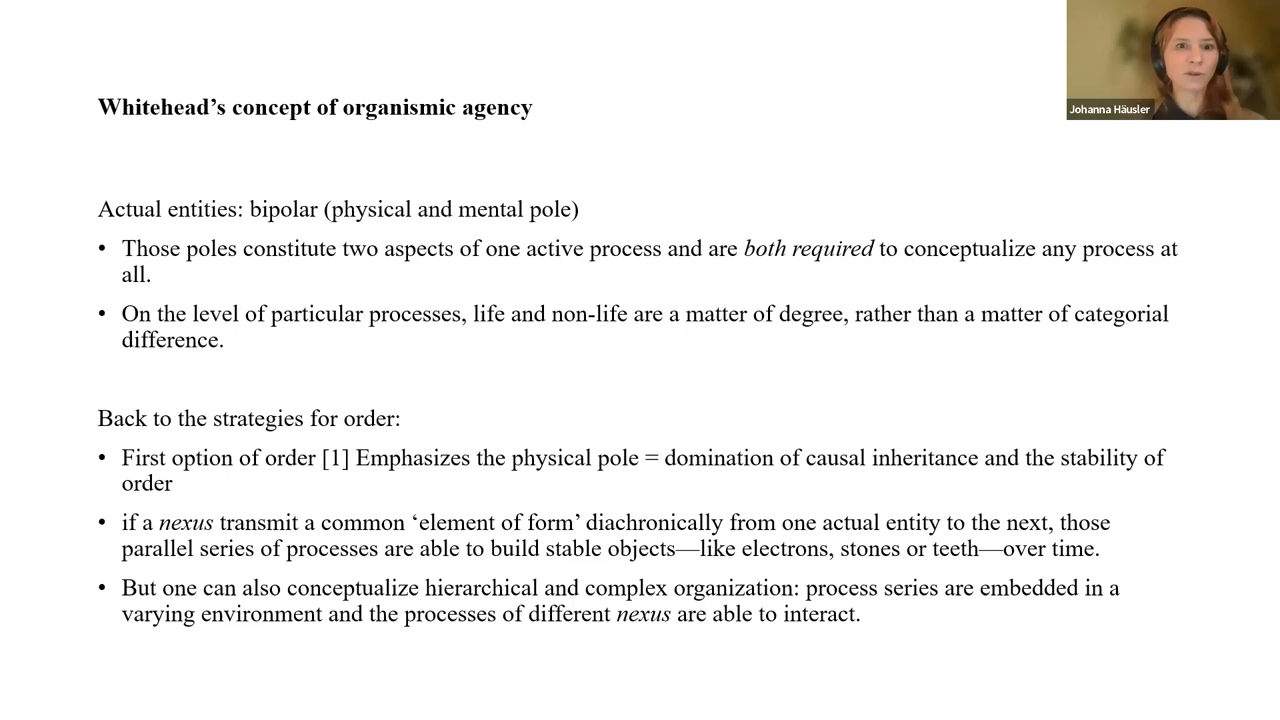 Johanna Häusler
Whitehead’s concept of organismic agency
Actual entities: bipolar (physical and mental pole)
• Those poles constitute two aspects of one active process and are both required to conceptualize any process at
all.
• On the level of particular processes, life and non-life are a matter of degree, rather than a matter of categorial
difference.
Back to the strategies for order:
• First option of order [1] Emphasizes the physical pole = domination of causal inheritance and the stability of
order
• if a nexus transmit a common ‘element of form’ diachronically from one actual entity to the next, those
parallel series of processes are able to build stable objects—like electrons, stones or teeth—over time.
• But one can also conceptualize hierarchical and complex organization: process series are embedded in a
varying environment and the processes of different nexus are able to interact.